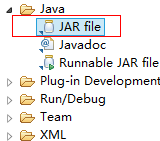 Java
JAR file
Javadoc
Runnable JAR file
Plug-in Development
Run/Debug
Team
XML